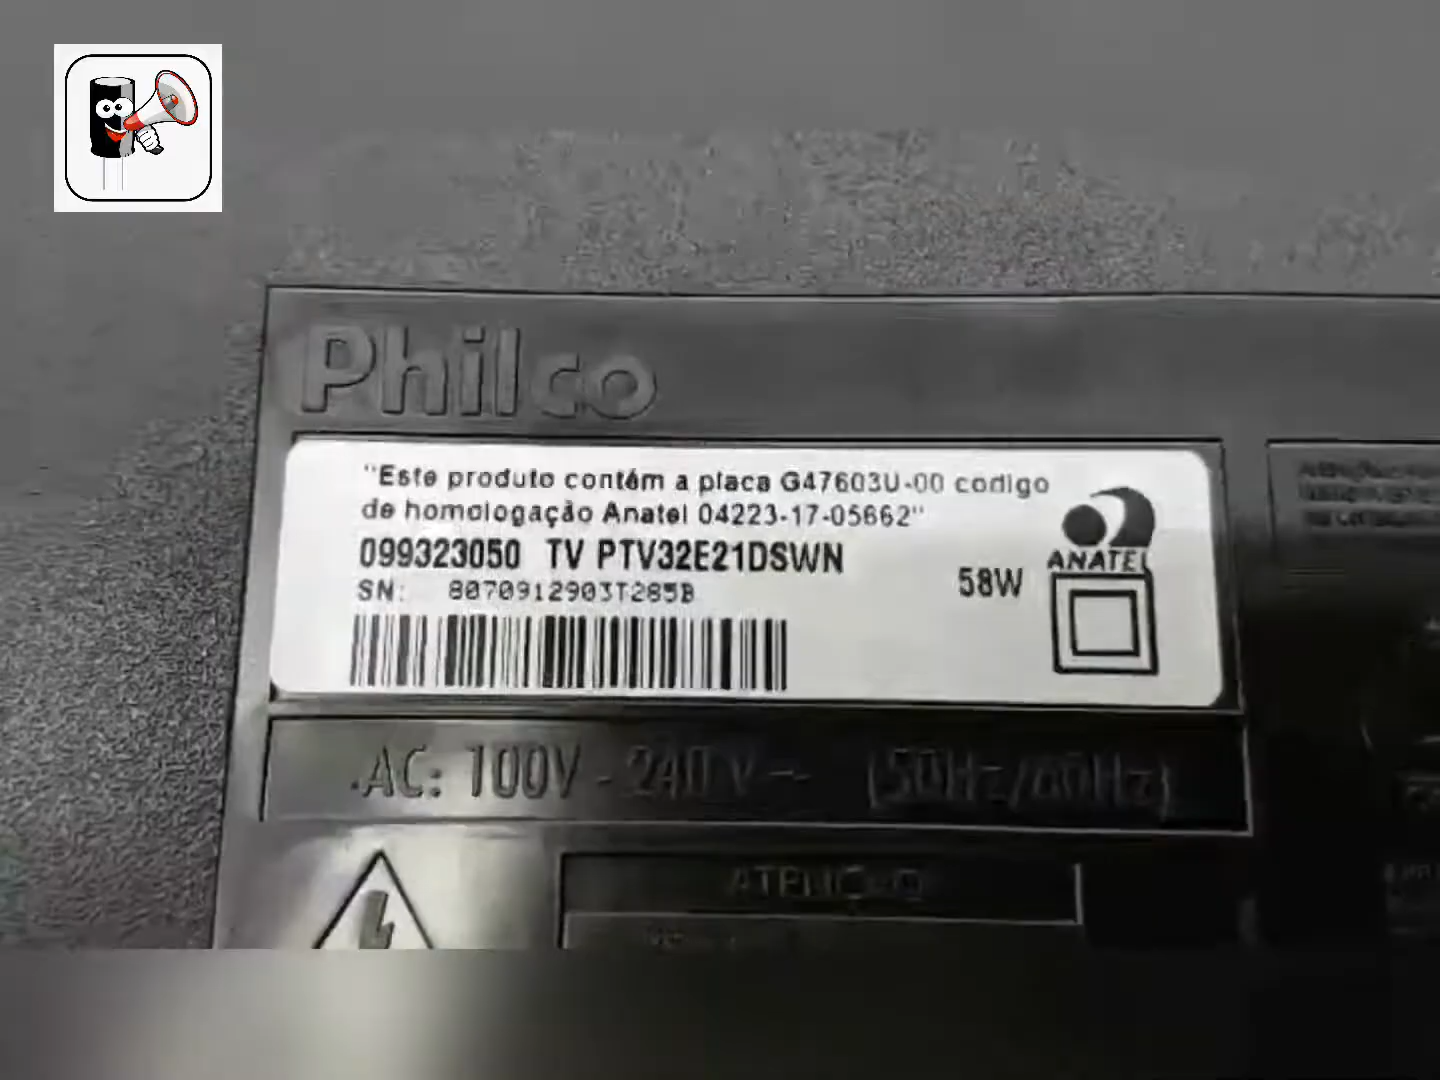 Philco
"Este produto contém a placa G47603U-00 codigo
de homologação Anatel 04223-17-05662"
099323050 TV PTV32E21DSWN
SN: 8070912903T285B
58W
ANATEL
AC: 100V - 240V ~ (50Hz/60Hz)
ATENÇÃO